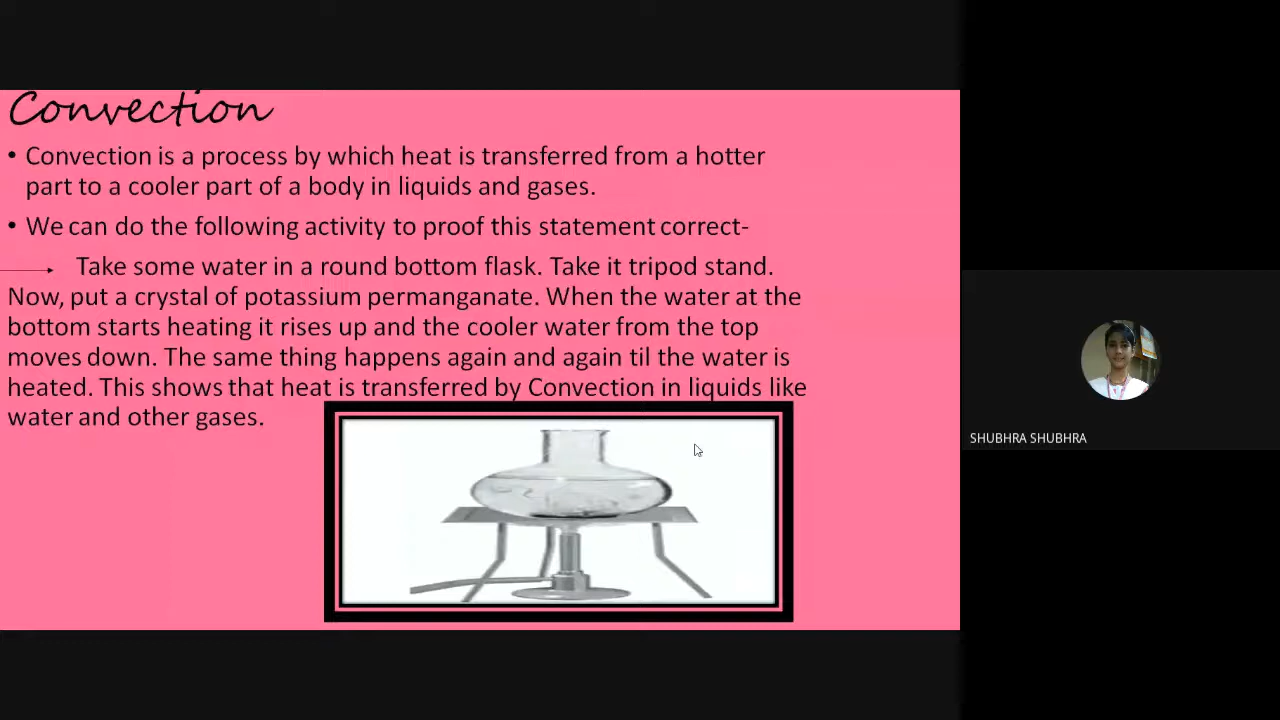 Convection
• Convection is a process by which heat is transferred from a hotter
part to a cooler part of a body in liquids and gases.
• We can do the following activity to proof this statement correct-
Take some water in a round bottom flask. Take it tripod stand.
Now, put a crystal of potassium permanganate. When the water at the
bottom starts heating it rises up and the cooler water from the top
moves down. The same thing happens again and again til the water is
heated. This shows that heat is transferred by Convection in liquids like
water and other gases.
SHUBHRA SHUBHRA